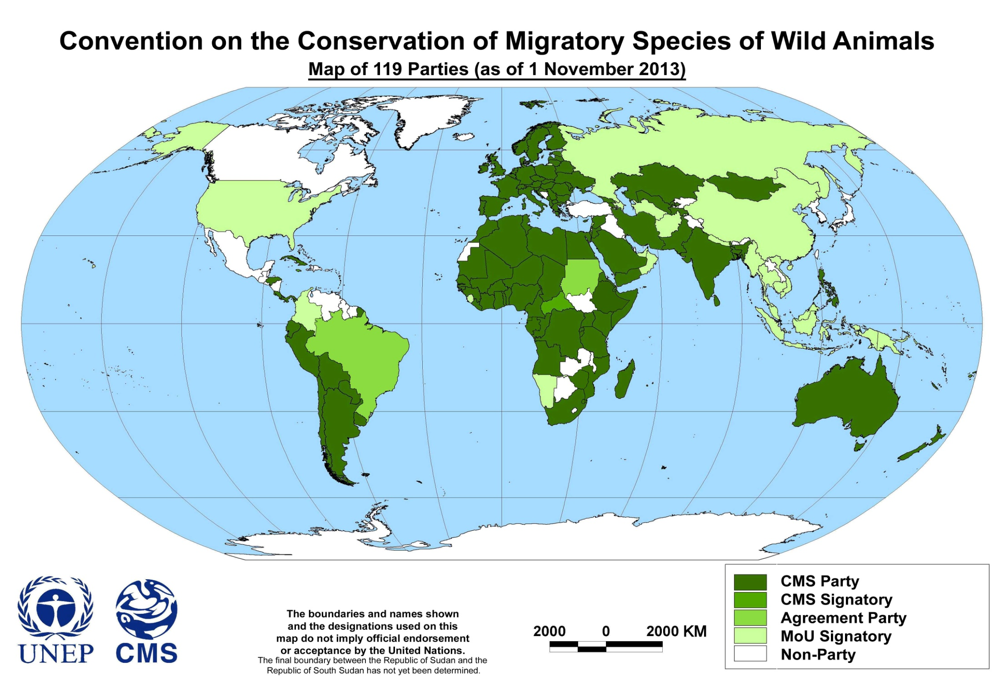 Convention on the Conservation of Migratory Species of Wild Animals
Map of 119 Parties (as of 1 November 2013)
UNEP
CMS
The boundaries and names shown
and the designations used on this
map do not imply official endorsement
or acceptance by the United Nations.
The final boundary between the Republic of Sudan and the
Republic of South Sudan has not yet been determined.
2000 0 2000 KM
CMS Party
CMS Signatory
Agreement Party
MoU Signatory
Non-Party